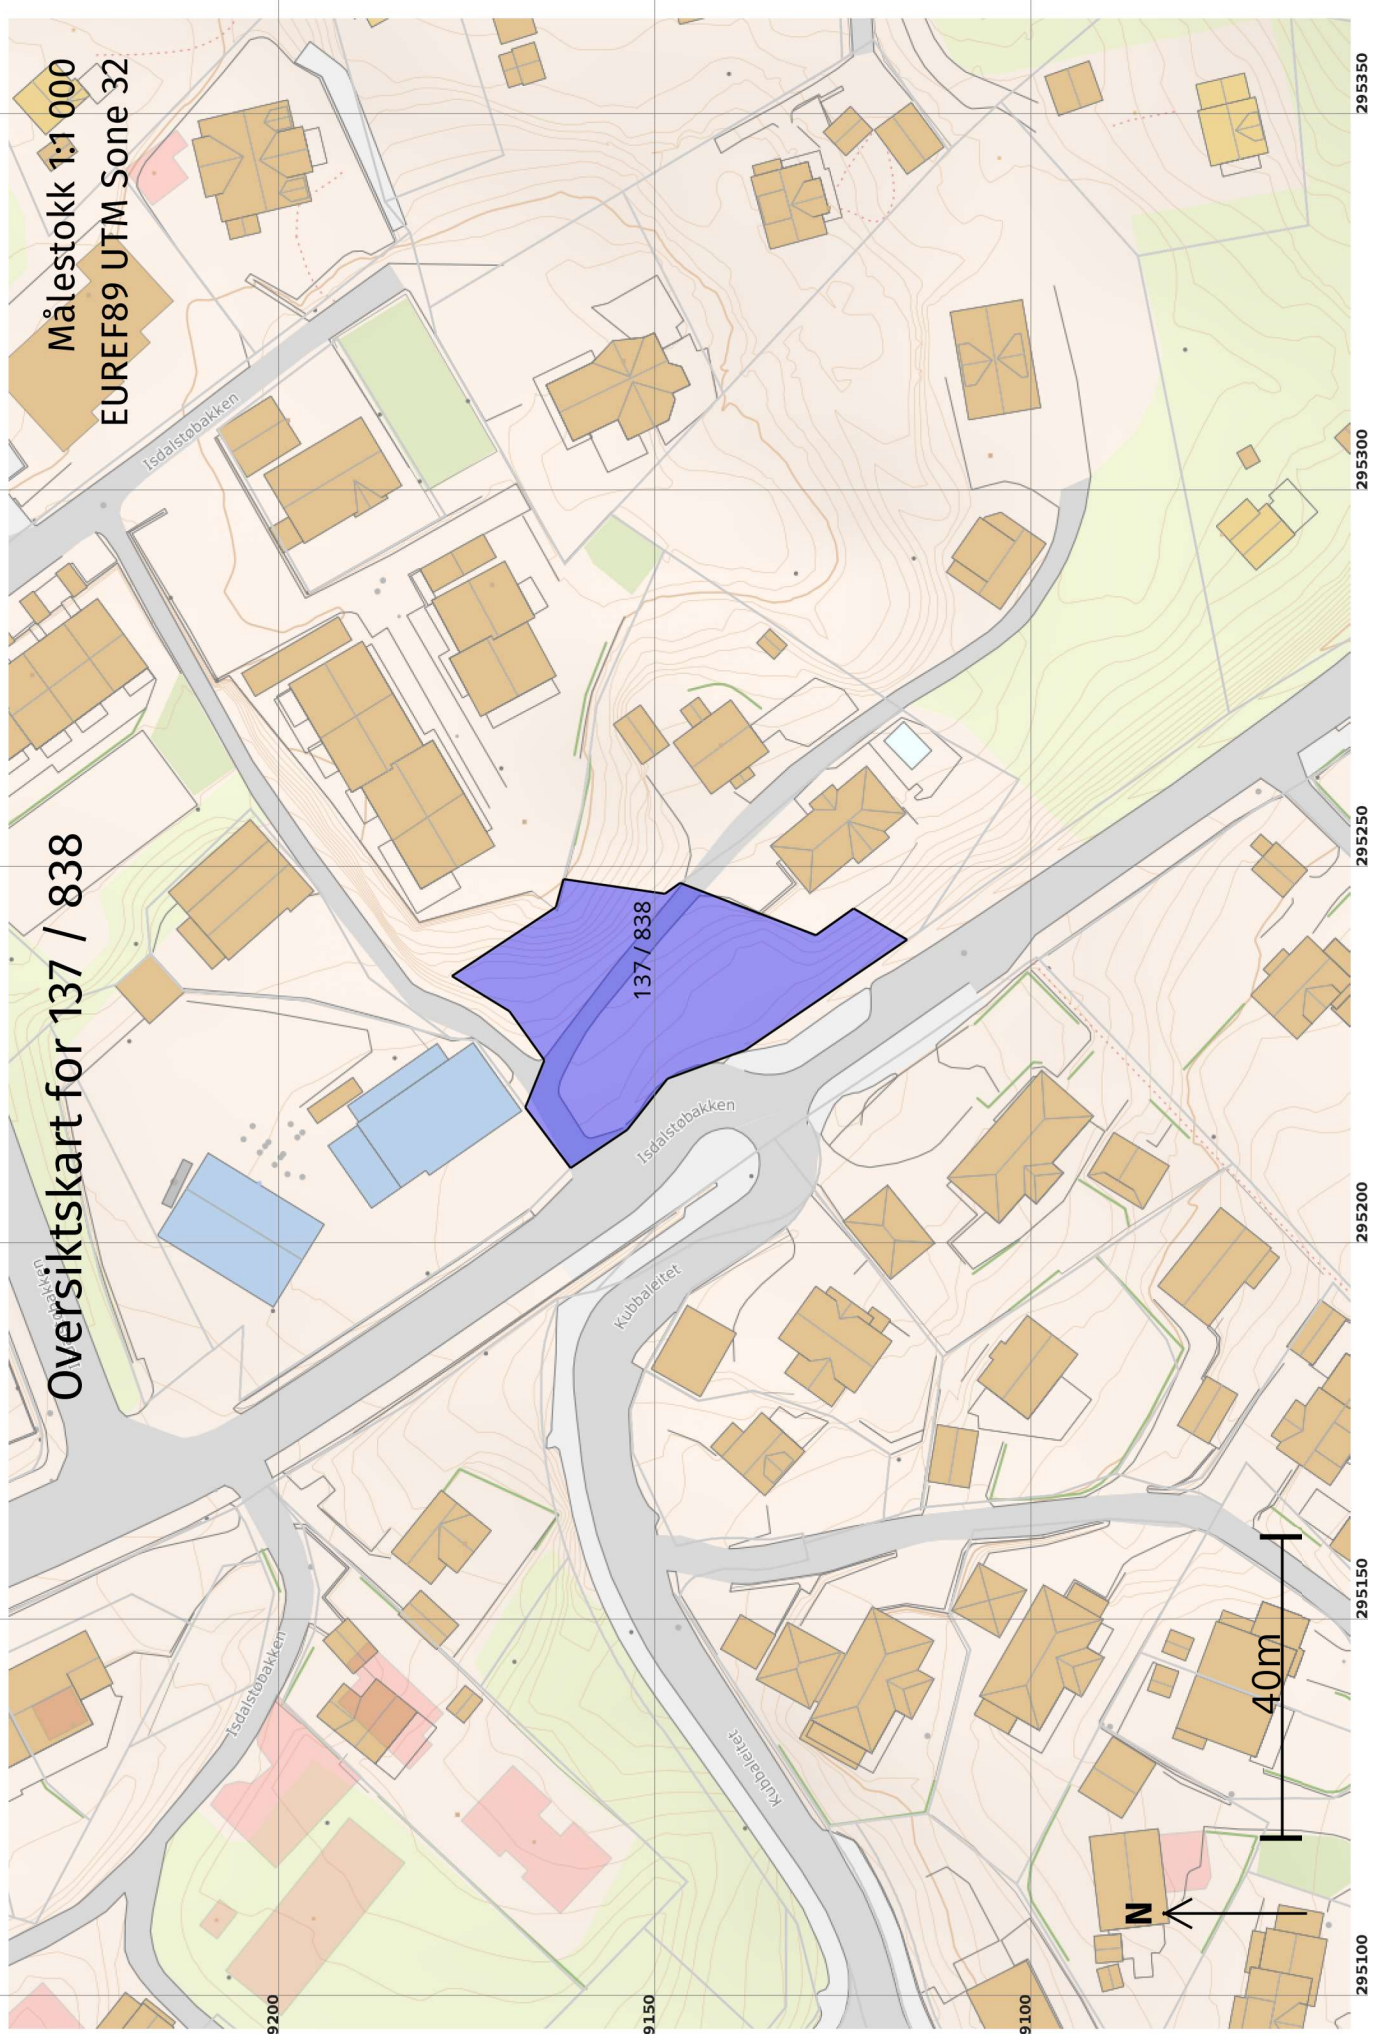 Oversiktskart for 137 / 838
Målestokk 1:1 000
EUREF89 UTM Sone 32
Isdalstøbakken
137 / 838
Isdalstøbakken
Kubbaleitet
Isdalstøbakken
Kubbaleitet
40m
N
295100
295150
295200
295250
295300
295350
9200
9150
9100